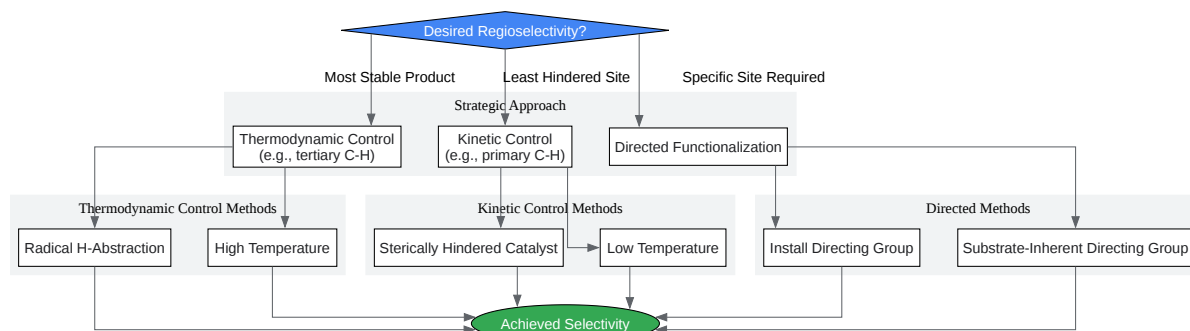 Desired Regioselectivity?
Most Stable Product
Least Hindered Site
Specific Site Required
Strategic Approach
Thermodynamic Control
(e.g., tertiary C-H)
Kinetic Control
(e.g., primary C-H)
Directed Functionalization
Thermodynamic Control Methods
Kinetic Control Methods
Directed Methods
Radical H-Abstraction
High Temperature
Sterically Hindered Catalyst
Low Temperature
Install Directing Group
Substrate-Inherent Directing Group
Achieved Selectivity